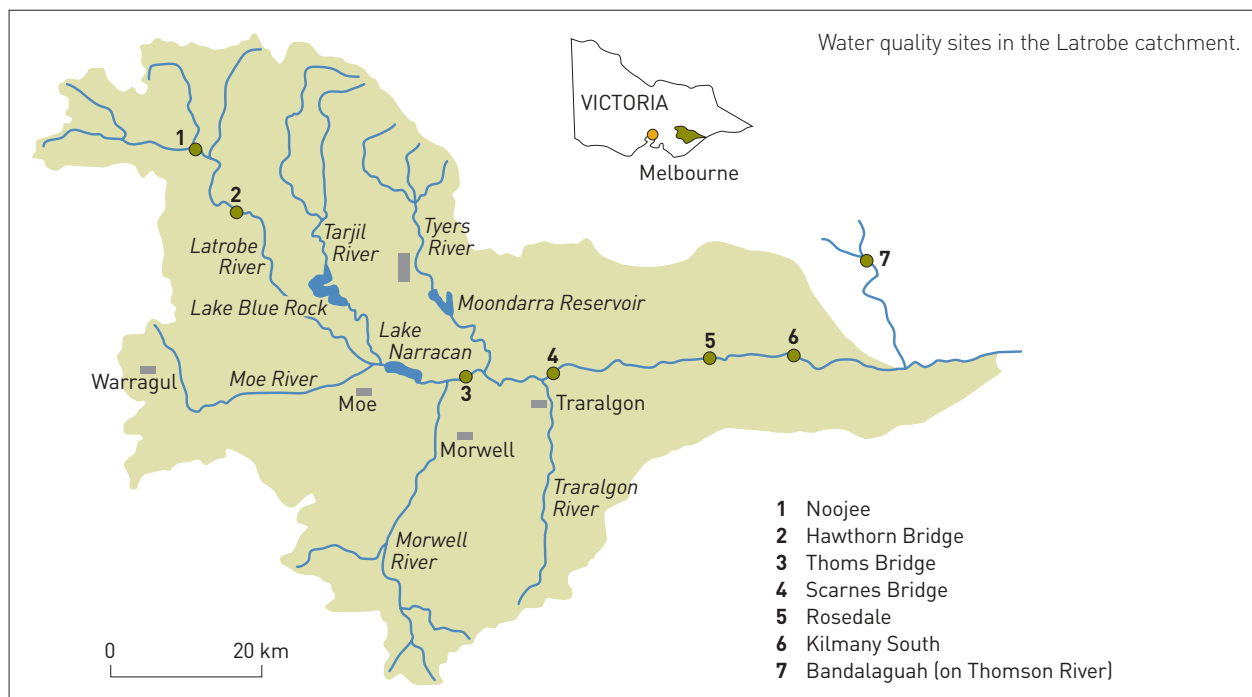 Water quality sites in the Latrobe catchment.
VICTORIA
Melbourne
1
2
Latrobe
River
Tarjil
River
Tyers
River
7
Lake Blue Rock
Moondarra Reservoir
Lake
Narracan
Warragul
Moe River
Moe
3
4
5
6
Traralgon
Morwell
Traralgon
River
Morwell
River
0 20 km
1 Noojee
2 Hawthorn Bridge
3 Thoms Bridge
4 Scarnes Bridge
5 Rosedale
6 Kilmany South
7 Bandalaguah (on Thomson River)